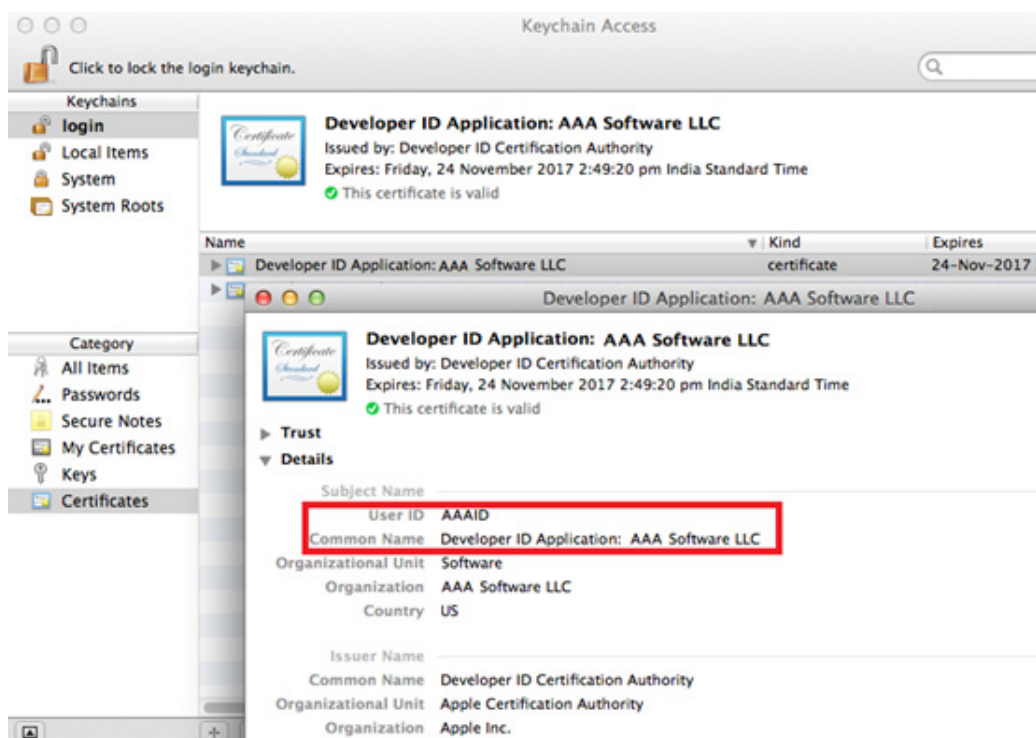 Keychain Access
Click to lock the login keychain.
Keychains
login
Local Items
System
System Roots
Certificate
Standard
Developer ID Application: AAA Software LLC
Issued by: Developer ID Certification Authority
Expires: Friday, 24 November 2017 2:49:20 pm India Standard Time
This certificate is valid
Name Kind Expires
Developer ID Application: AAA Software LLC certificate 24-Nov-2017
Category
All Items
Passwords
Secure Notes
My Certificates
Keys
Certificates
Developer ID Application: AAA Software LLC
Certificate
Standard
Developer ID Application: AAA Software LLC
Issued by: Developer ID Certification Authority
Expires: Friday, 24 November 2017 2:49:20 pm India Standard Time
This certificate is valid
Trust
Details
Subject Name
User ID AAAID
Common Name Developer ID Application: AAA Software LLC
Organizational Unit Software
Organization AAA Software LLC
Country US
Issuer Name
Common Name Developer ID Certification Authority
Organizational Unit Apple Certification Authority
Organization Apple Inc.